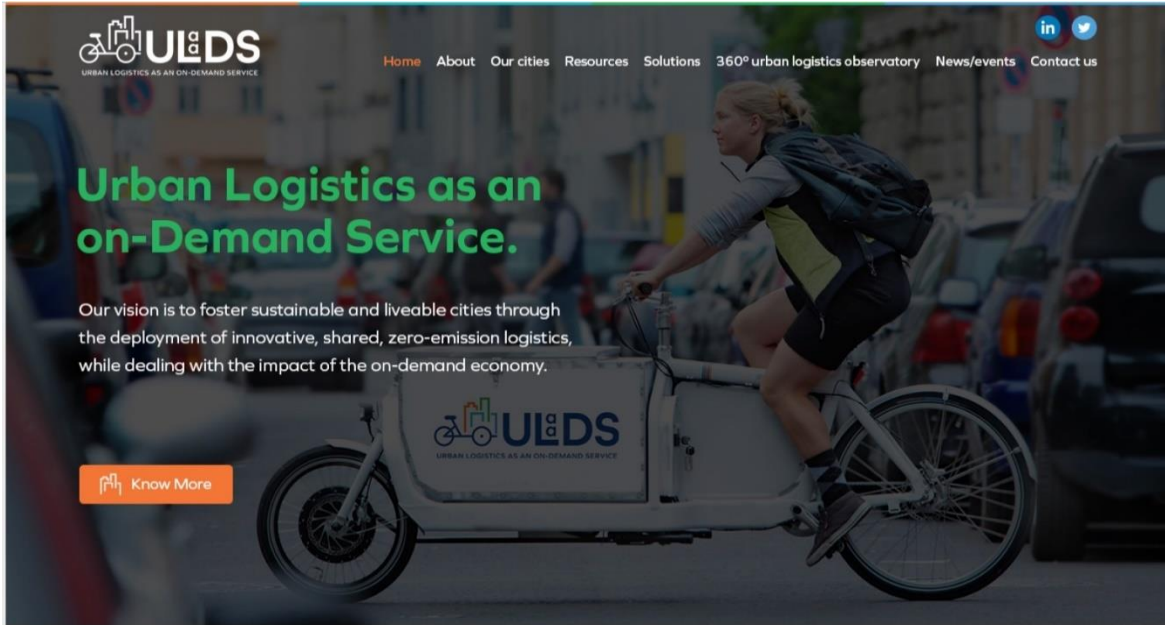 ULaaDS
URBAN LOGISTICS AS AN ON-DEMAND SERVICE
in
Home About Our cities Resources Solutions 360º urban logistics observatory News/events Contact us
Urban Logistics as an
on-Demand Service.
Our vision is to foster sustainable and liveable cities through
the deployment of innovative, shared, zero-emission logistics,
while dealing with the impact of the on-demand economy.
ULaaDS
URBAN LOGISTICS AS AN ON-DEMAND SERVICE
Know More